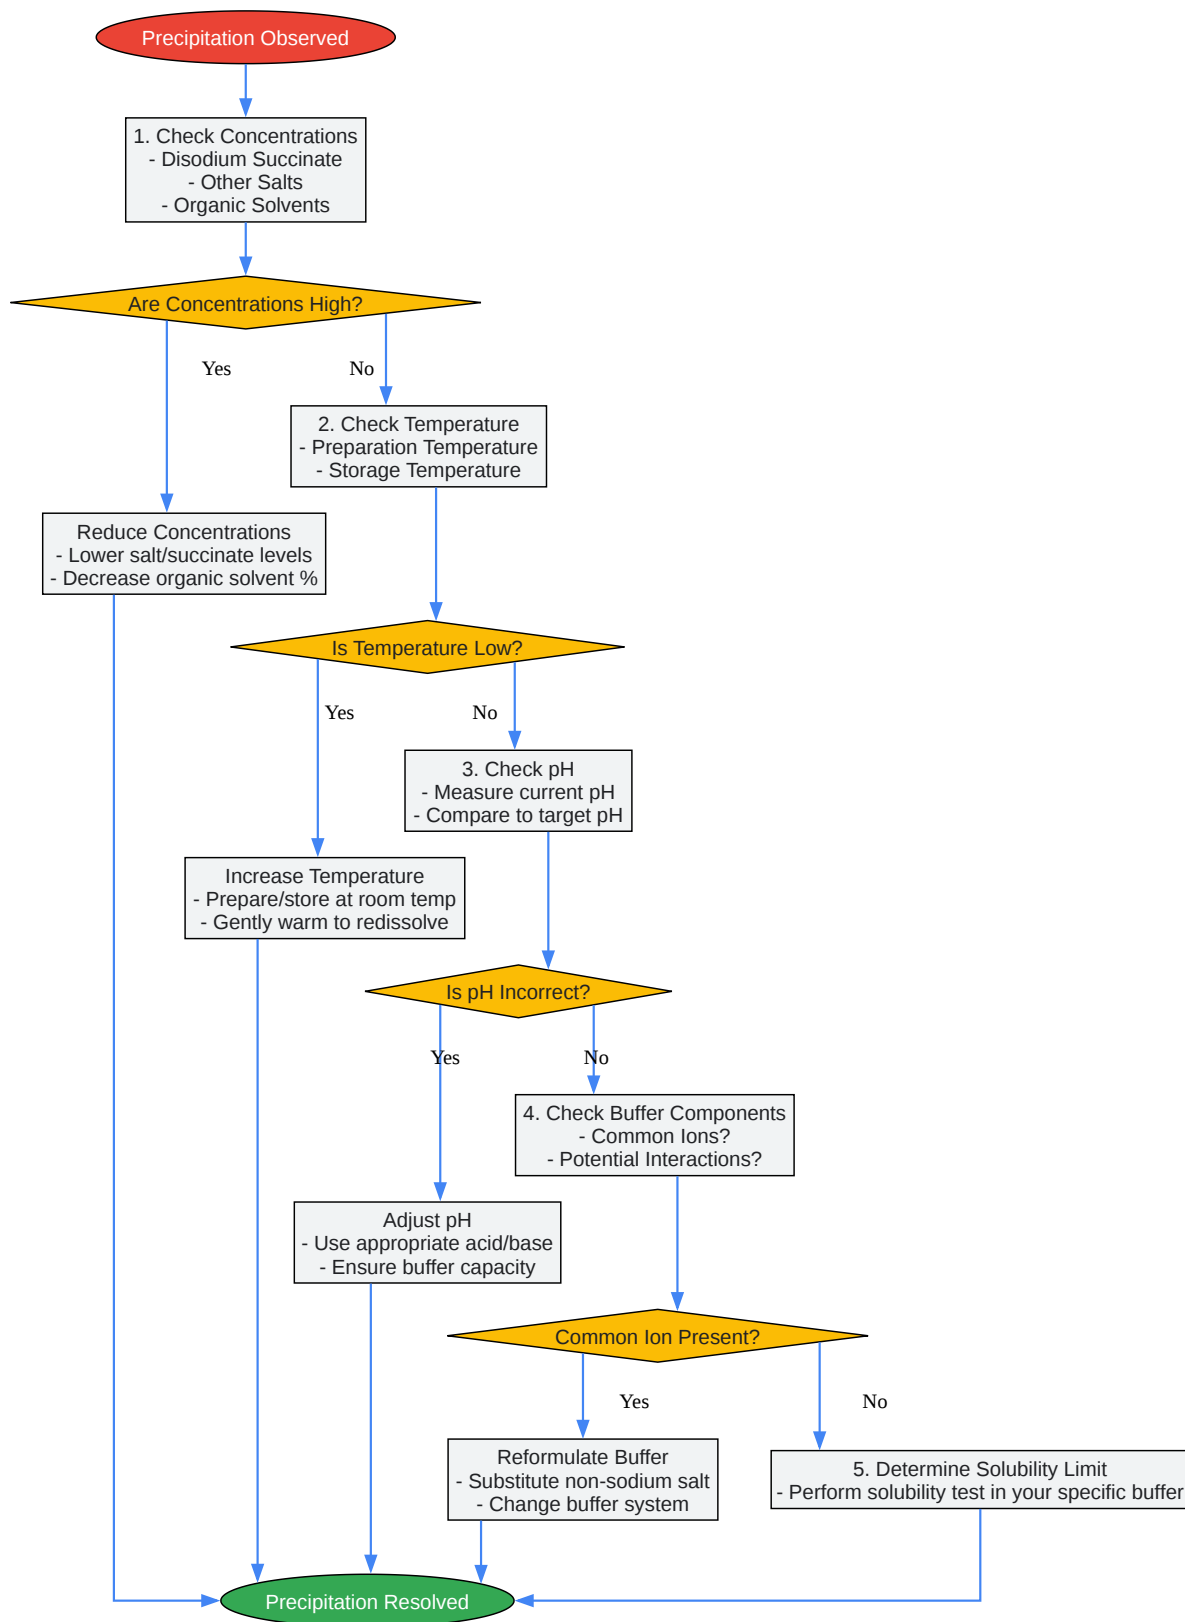 Precipitation Observed
1. Check Concentrations
- Disodium Succinate
- Other Salts
- Organic Solvents
Are Concentrations High?
Yes
No
2. Check Temperature
- Preparation Temperature
- Storage Temperature
Reduce Concentrations
- Lower salt/succinate levels
- Decrease organic solvent %
Is Temperature Low?
Yes
No
3. Check pH
- Measure current pH
- Compare to target pH
Increase Temperature
- Prepare/store at room temp
- Gently warm to redissolve
Is pH Incorrect?
Yes
No
4. Check Buffer Components
- Common Ions?
- Potential Interactions?
Adjust pH
- Use appropriate acid/base
- Ensure buffer capacity
Common Ion Present?
Yes
No
Reformulate Buffer
- Substitute non-sodium salt
- Change buffer system
5. Determine Solubility Limit
- Perform solubility test in your specific buffer
Precipitation Resolved